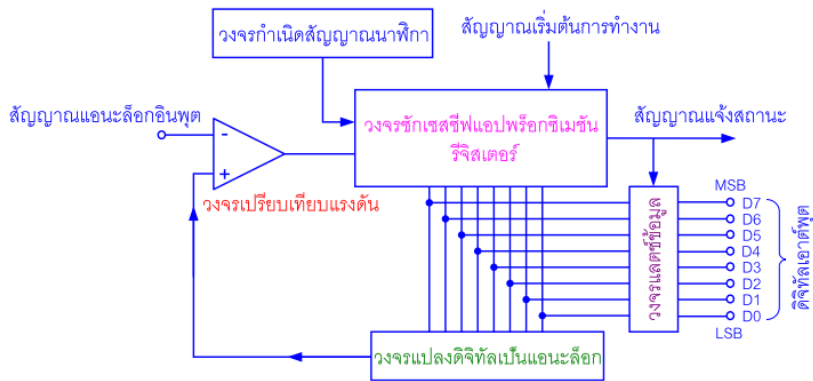 วงจรกำเนิดสัญญาณนาฬิกา
สัญญาณเริ่มต้นการทำงาน
สัญญาณแอนะล็อกอินพุต
-
+
วงจรเปรียบเทียบแรงดัน
วงจรซักเซสซีฟแอปพร็อกซิเมชัน
รีจิสเตอร์
สัญญาณแจ้งสถานะ
วงจรแลตช์ข้อมูล
MSB
D7
D6
D5
D4
D3
D2
D1
D0
LSB
ดิจิทัลเอาต์พุต
วงจรแปลงดิจิทัลเป็นแอนะล็อก